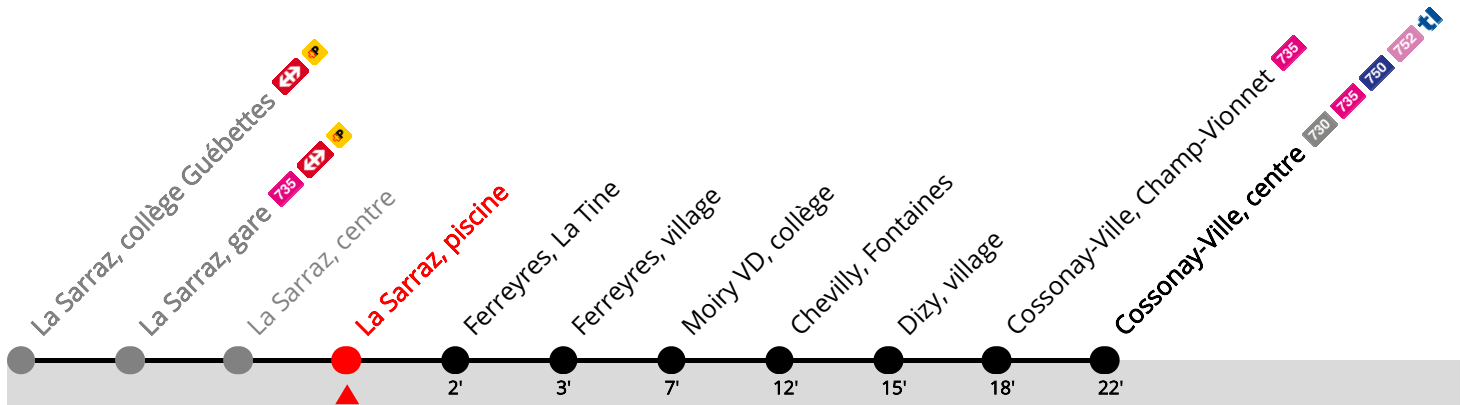 La Sarraz, collège Guébettes P
La Sarraz, gare 735 P
La Sarraz, centre
La Sarraz, piscine
Ferreyres, La Tine
Ferreyres, village
Moiry VD, collège
Chevilly, Fontaines
Dizy, village
Cossonay-Ville, Champ-Vionnet 735
Cossonay-Ville, centre 730 735 750 752 tl
2' 3' 7' 12' 15' 18' 22'